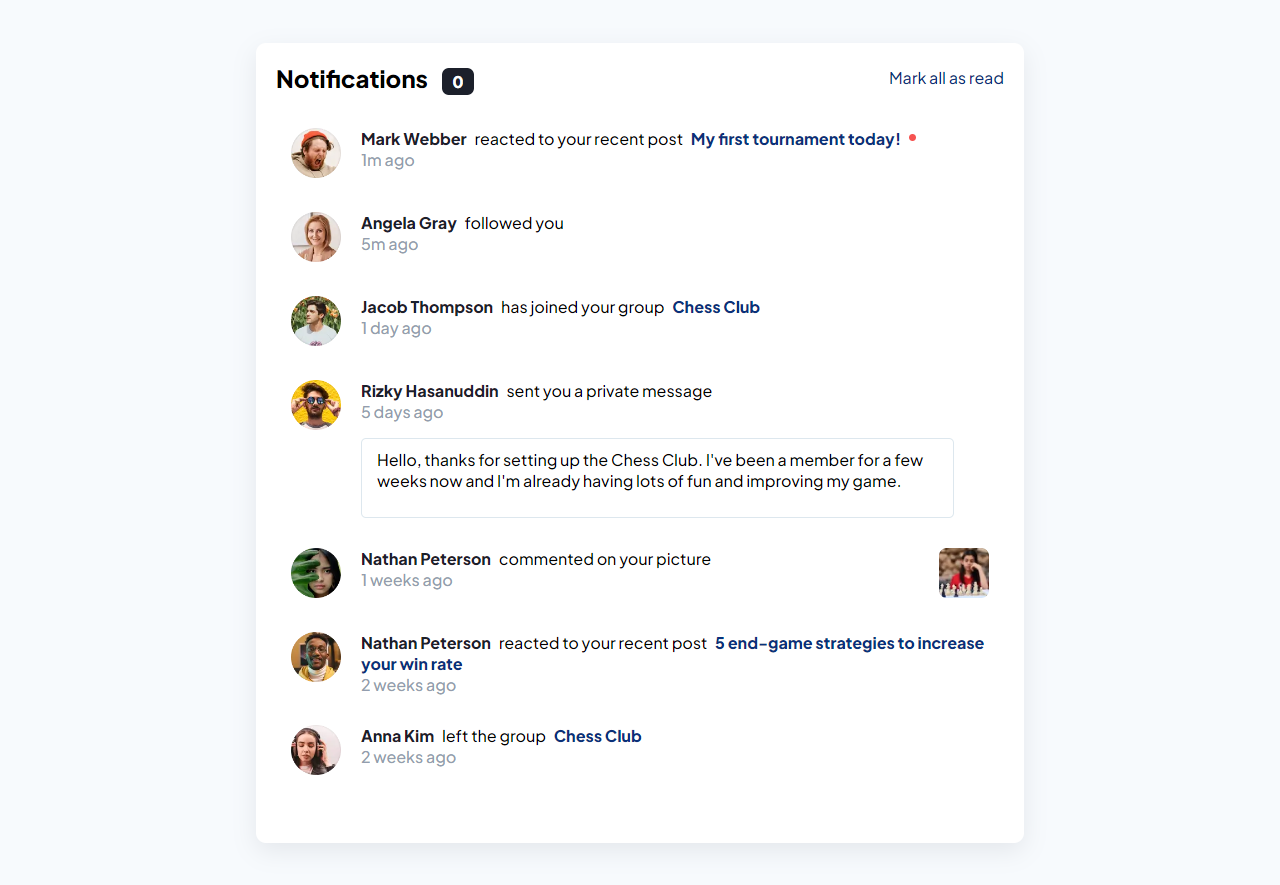 Notifications 0
Mark all as read
Mark Webber reacted to your recent post My first tournament today!
1m ago
Angela Gray followed you
5m ago
Jacob Thompson has joined your group Chess Club
1 day ago
Rizky Hasanuddin sent you a private message
5 days ago
Hello, thanks for setting up the Chess Club. I've been a member for a few
weeks now and I'm already having lots of fun and improving my game.
Nathan Peterson commented on your picture
1 weeks ago
Nathan Peterson reacted to your recent post 5 end-game strategies to increase
your win rate
2 weeks ago
Anna Kim left the group Chess Club
2 weeks ago